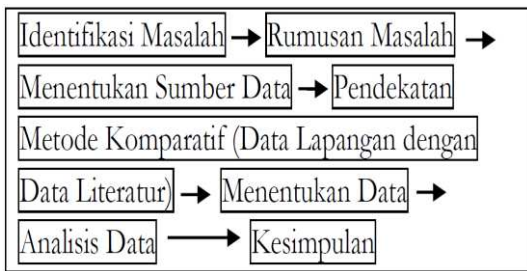 Identifikasi Masalah → Rumusan Masalah →
Menentukan Sumber Data → Pendekatan
Metode Komparatif (Data Lapangan dengan
Data Literatur) → Menentukan Data →
Analisis Data → Kesimpulan